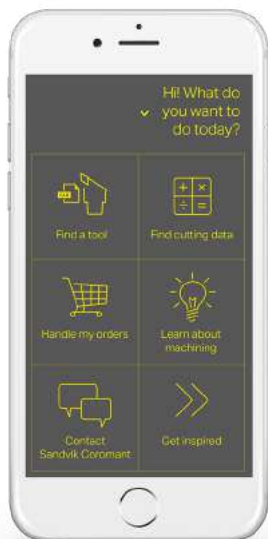 Hi! What do
you want to
do today?
Find a tool
Find cutting data
Handle my orders
Learn about
machining
Contact
Sandvik Coromant
Get inspired